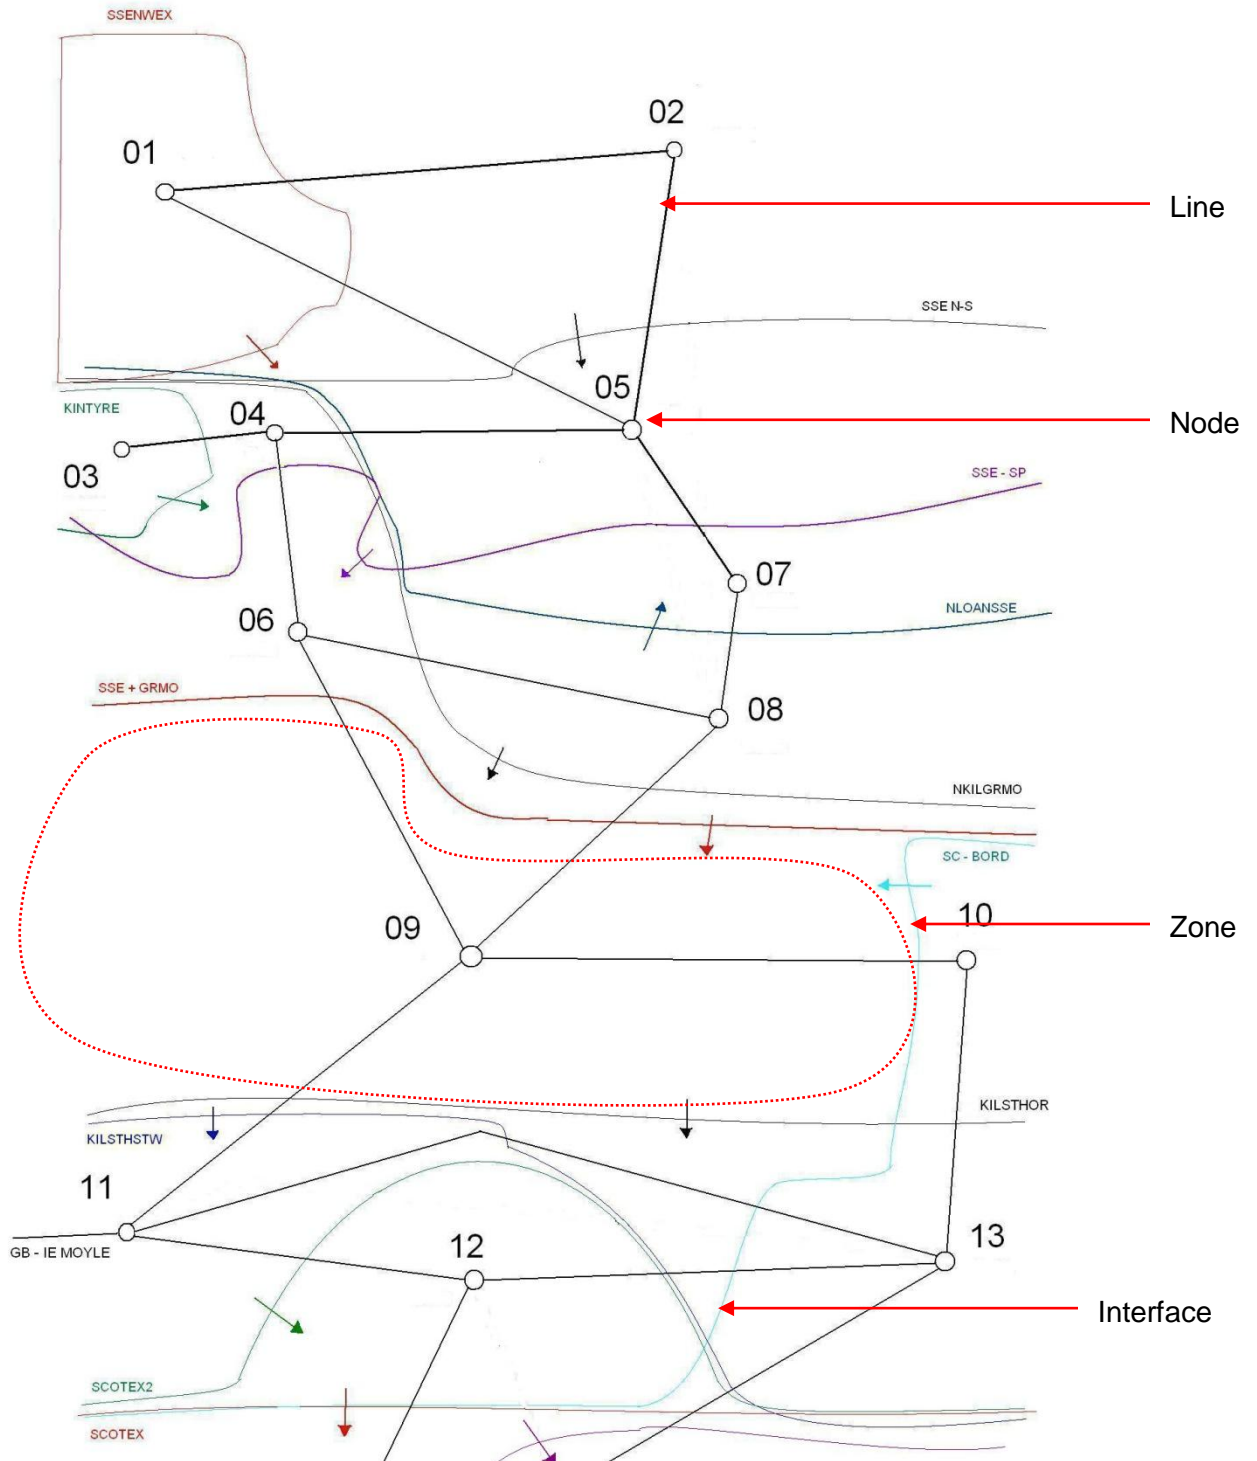 SSENWEX
02
01
Line
SSE N-S
05
KINTYRE
04
Node
03
SSE - SP
07
NLOANSSE
06
SSE + GRMO
08
NKILGRMO
SC - BORD
10
09
Zone
KILSTHOR
KILSTHSTW
11
13
GB - IE MOYLE
12
Interface
SCOTEX2
SCOTEX